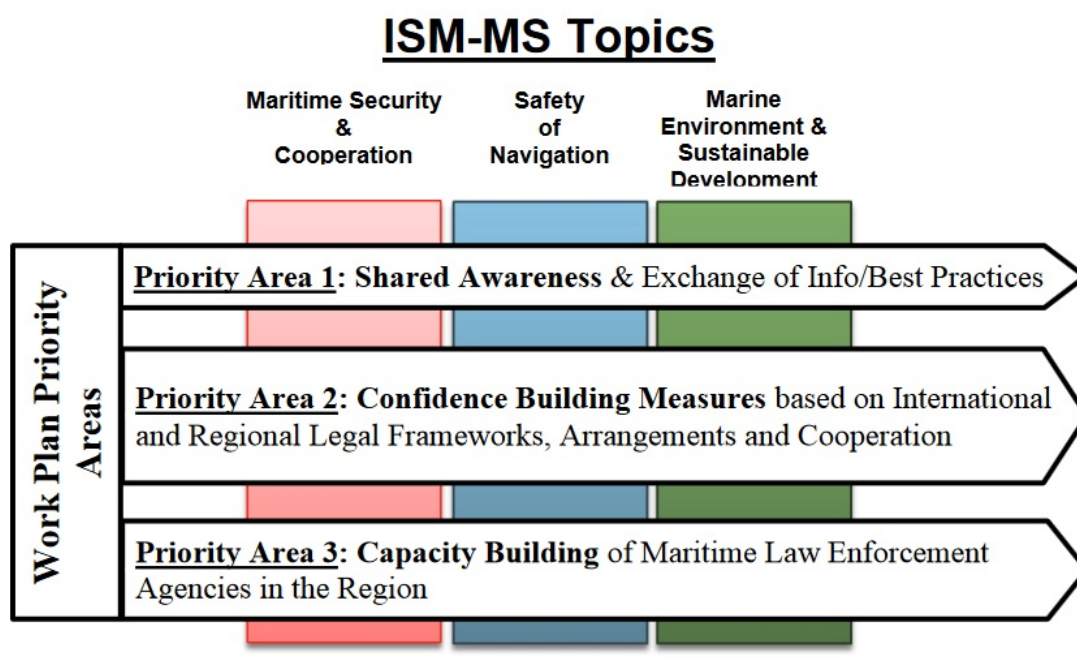 ISM-MS Topics
Maritime Security
&
Cooperation
Safety
of
Navigation
Marine
Environment &
Sustainable
Development
Work Plan Priority
Areas
Priority Area 1: Shared Awareness & Exchange of Info/Best Practices
Priority Area 2: Confidence Building Measures based on International
and Regional Legal Frameworks, Arrangements and Cooperation
Priority Area 3: Capacity Building of Maritime Law Enforcement
Agencies in the Region